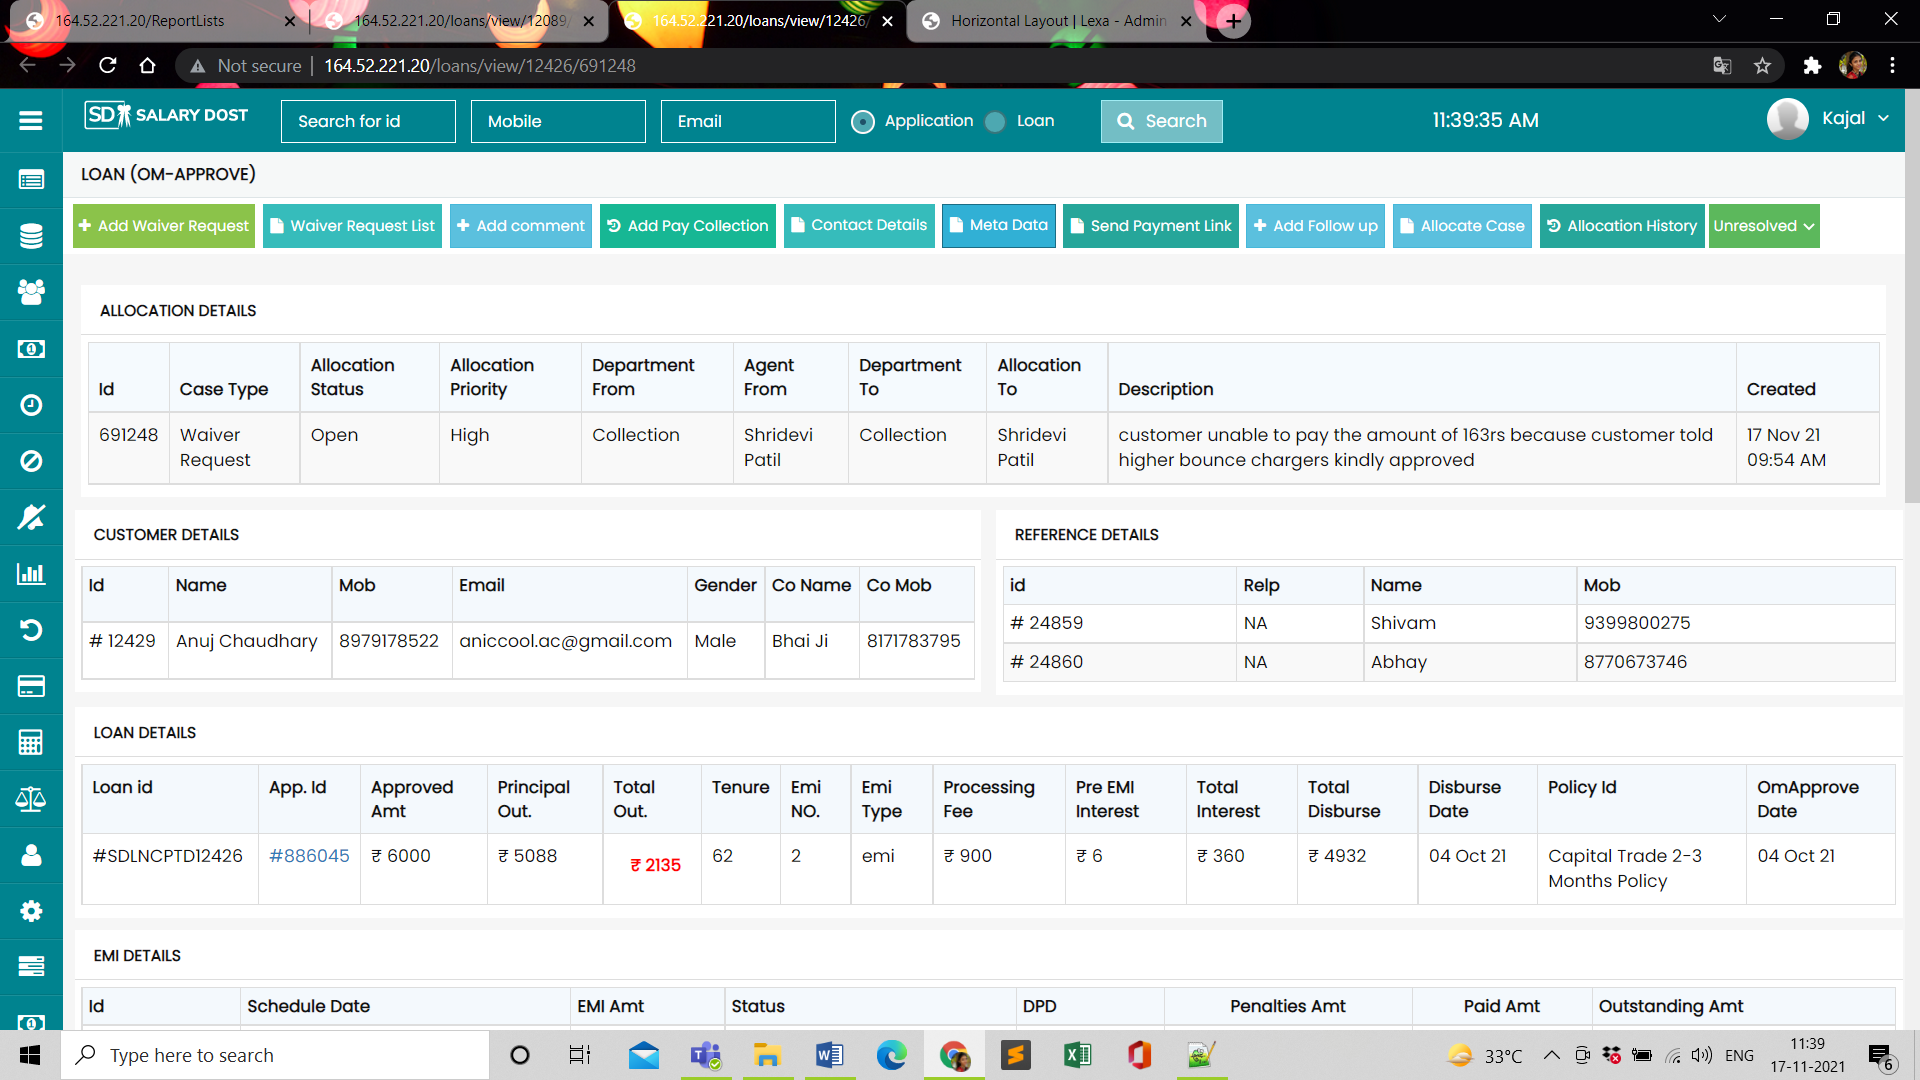 164.52.221.20/ReportLists
164.52.221.20/loans/view/12089/
164.52.221.20/loans/view/12426/
Horizontal Layout | Lexa - Admin
Not secure
164.52.221.20/loans/view/12426/691248
SD SALARY DOST
Search for id
Mobile
Email
Application
Loan
Search
11:39:35 AM
Kajal
LOAN (OM-APPROVE)
Add Waiver Request
Waiver Request List
Add comment
Add Pay Collection
Contact Details
Meta Data
Send Payment Link
Add Follow up
Allocate Case
Allocation History
Unresolved
ALLOCATION DETAILS
Id Case Type Allocation Status Allocation Priority Department From Agent From Department To Allocation To Description Created
691248 Waiver Request Open High Collection Shridevi Patil Collection Shridevi Patil customer unable to pay the amount of 163rs because customer told higher bounce chargers kindly approved 17 Nov 21 09:54 AM
CUSTOMER DETAILS
Id Name Mob Email Gender Co Name Co Mob
# 12429 Anuj Chaudhary 8979178522 aniccool.ac@gmail.com Male Bhai Ji 8171783795
REFERENCE DETAILS
id Relp Name Mob
# 24859 NA Shivam 9399800275
# 24860 NA Abhay 8770673746
LOAN DETAILS
Loan id App. Id Approved Amt Principal Out. Total Out. Tenure Emi NO. Emi Type Processing Fee Pre EMI Interest Total Interest Total Disburse Disburse Date Policy Id OmApprove Date
#SDLNCPTD12426 #886045 ₹ 6000 ₹ 5088 ₹ 2135 62 2 emi ₹ 900 ₹ 6 ₹ 360 ₹ 4932 04 Oct 21 Capital Trade 2-3 Months Policy 04 Oct 21
EMI DETAILS
Id Schedule Date EMI Amt Status DPD Penalties Amt Paid Amt Outstanding Amt
Type here to search
33°C
ENG
11:39
17-11-2021
6